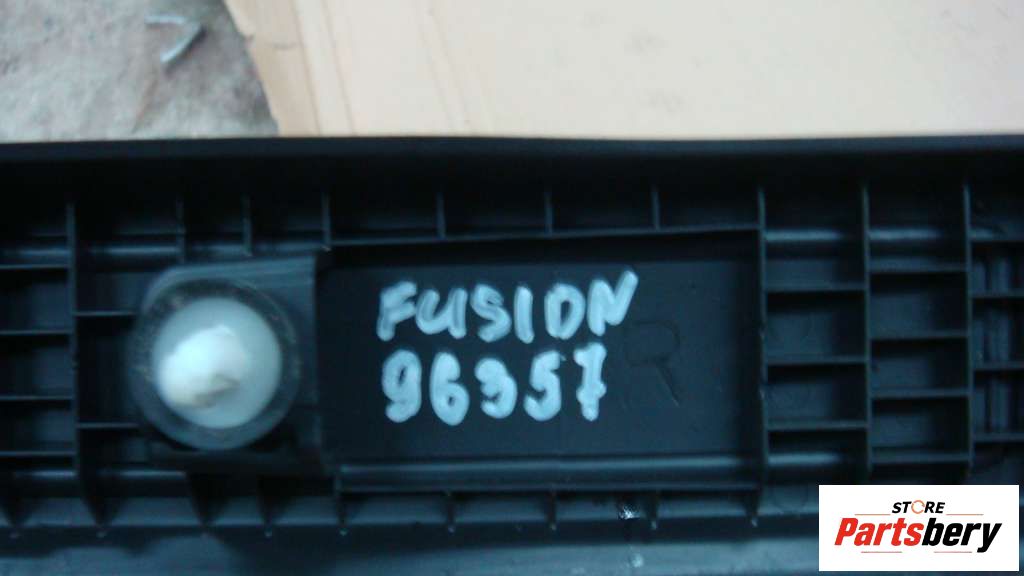 FUSION
R
96357
STORE
Partsbery